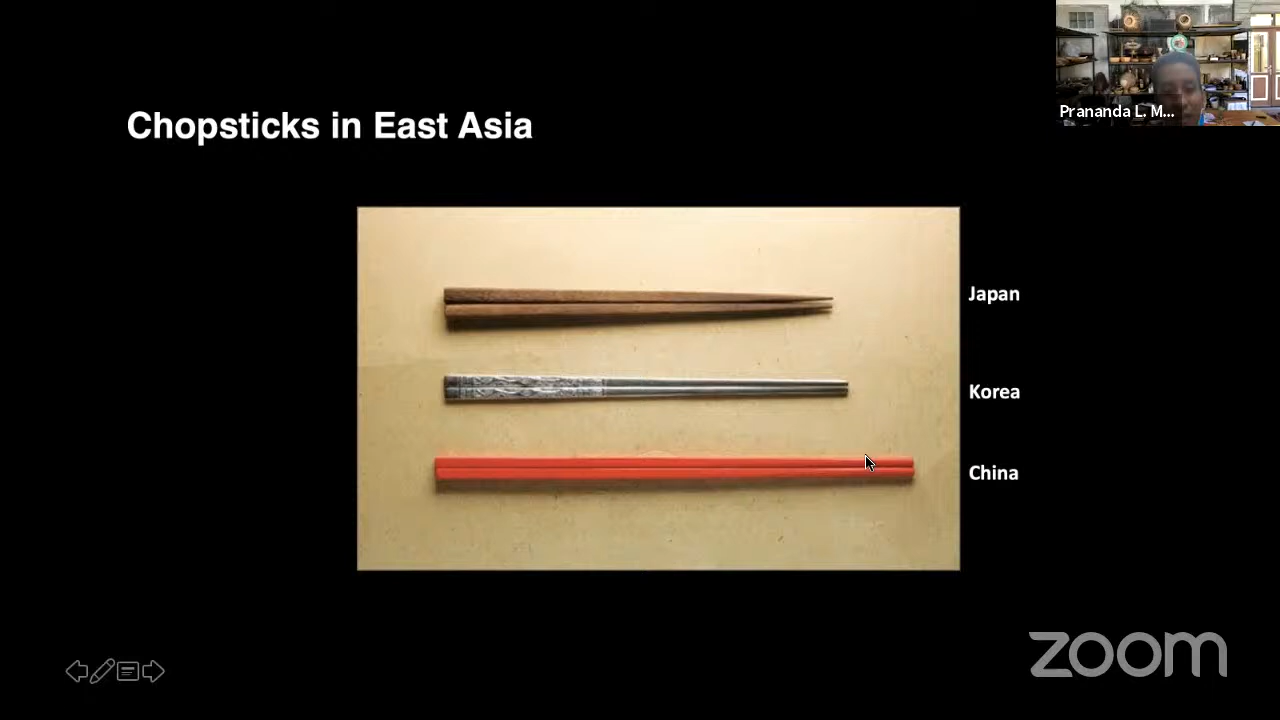 Prananda L. M...
Chopsticks in East Asia
Japan
Korea
China
zoom